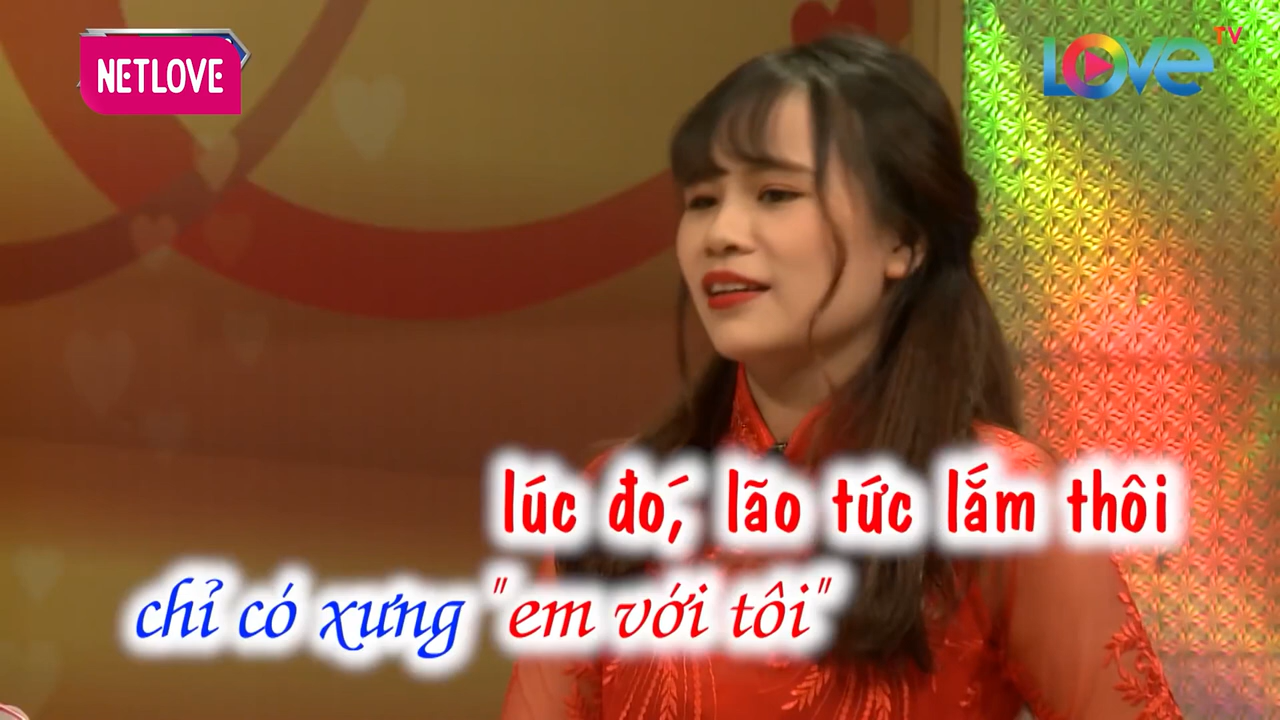 NETLOVE
LOVE TV
lúc đó, lão tức lắm thôi
chỉ có xưng "em với tôi"